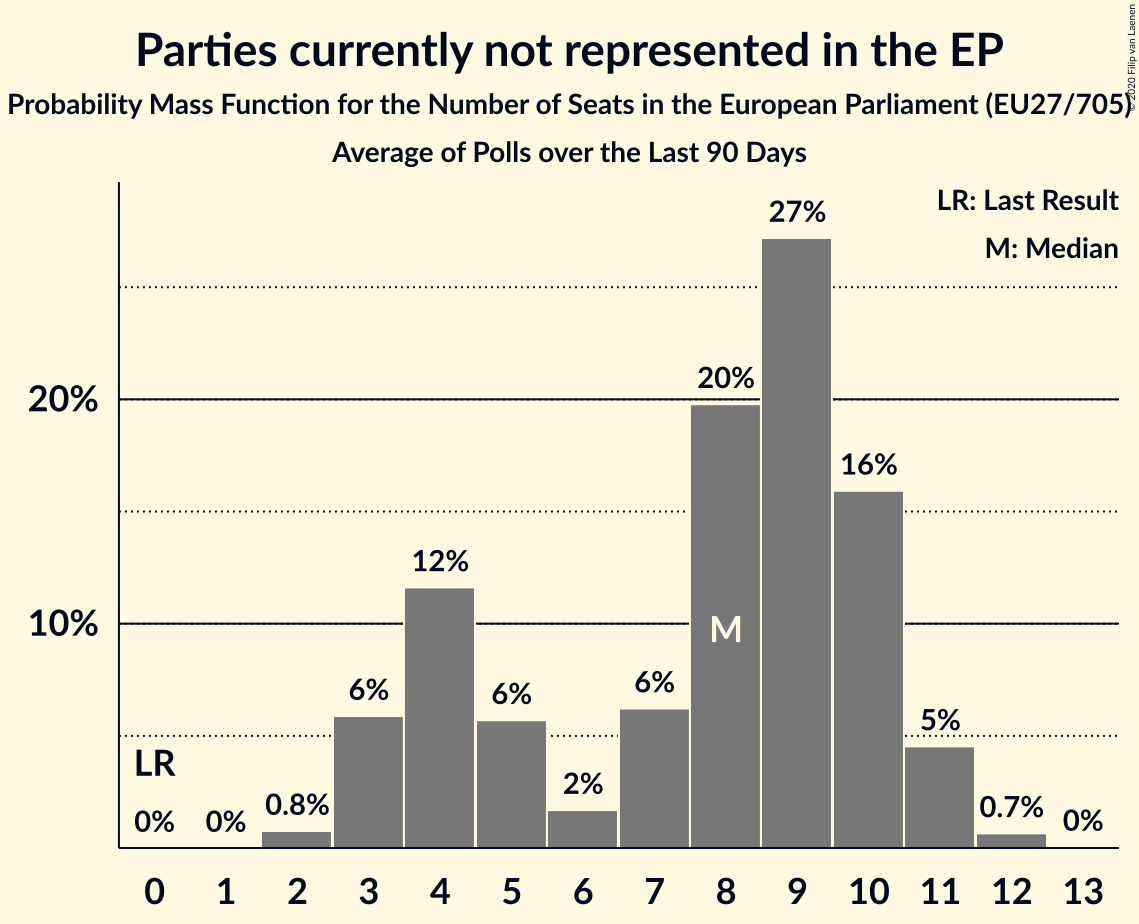 Parties currently not represented in the EP
Probability Mass Function for the Number of Seats in the European Parliament (EU27/705)
Average of Polls over the Last 90 Days
© 2020 Filip van Laenen
LR: Last Result
M: Median
27%
20%
20%
16%
12%
10%
M
6%
6%
6%
5%
LR
2%
0%
0%
0.8%
0.7%
0%
0 1 2 3 4 5 6 7 8 9 10 11 12 13